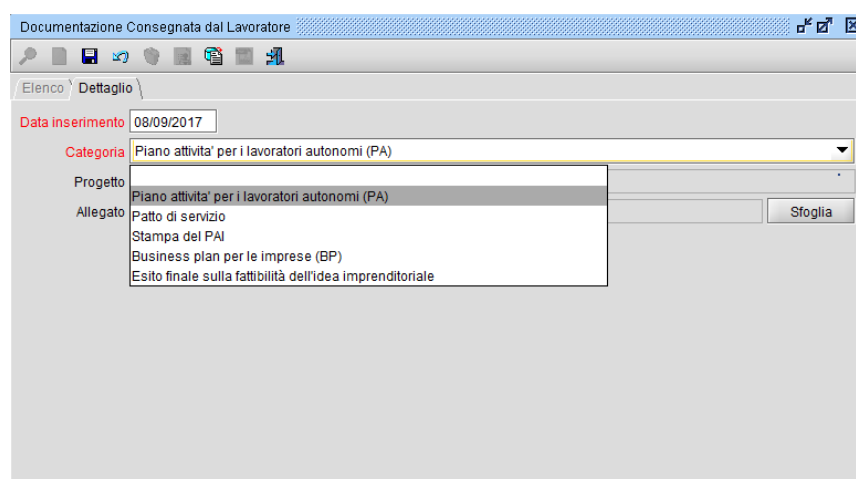 Documentazione Consegnata dal Lavoratore
Elenco Dettaglio
Data inserimento 08/09/2017
Categoria Piano attivita' per i lavoratori autonomi (PA)
Progetto
Piano attivita' per i lavoratori autonomi (PA)
Allegato Sfoglia
Patto di servizio
Stampa del PAI
Business plan per le imprese (BP)
Esito finale sulla fattibilità dell'idea imprenditoriale